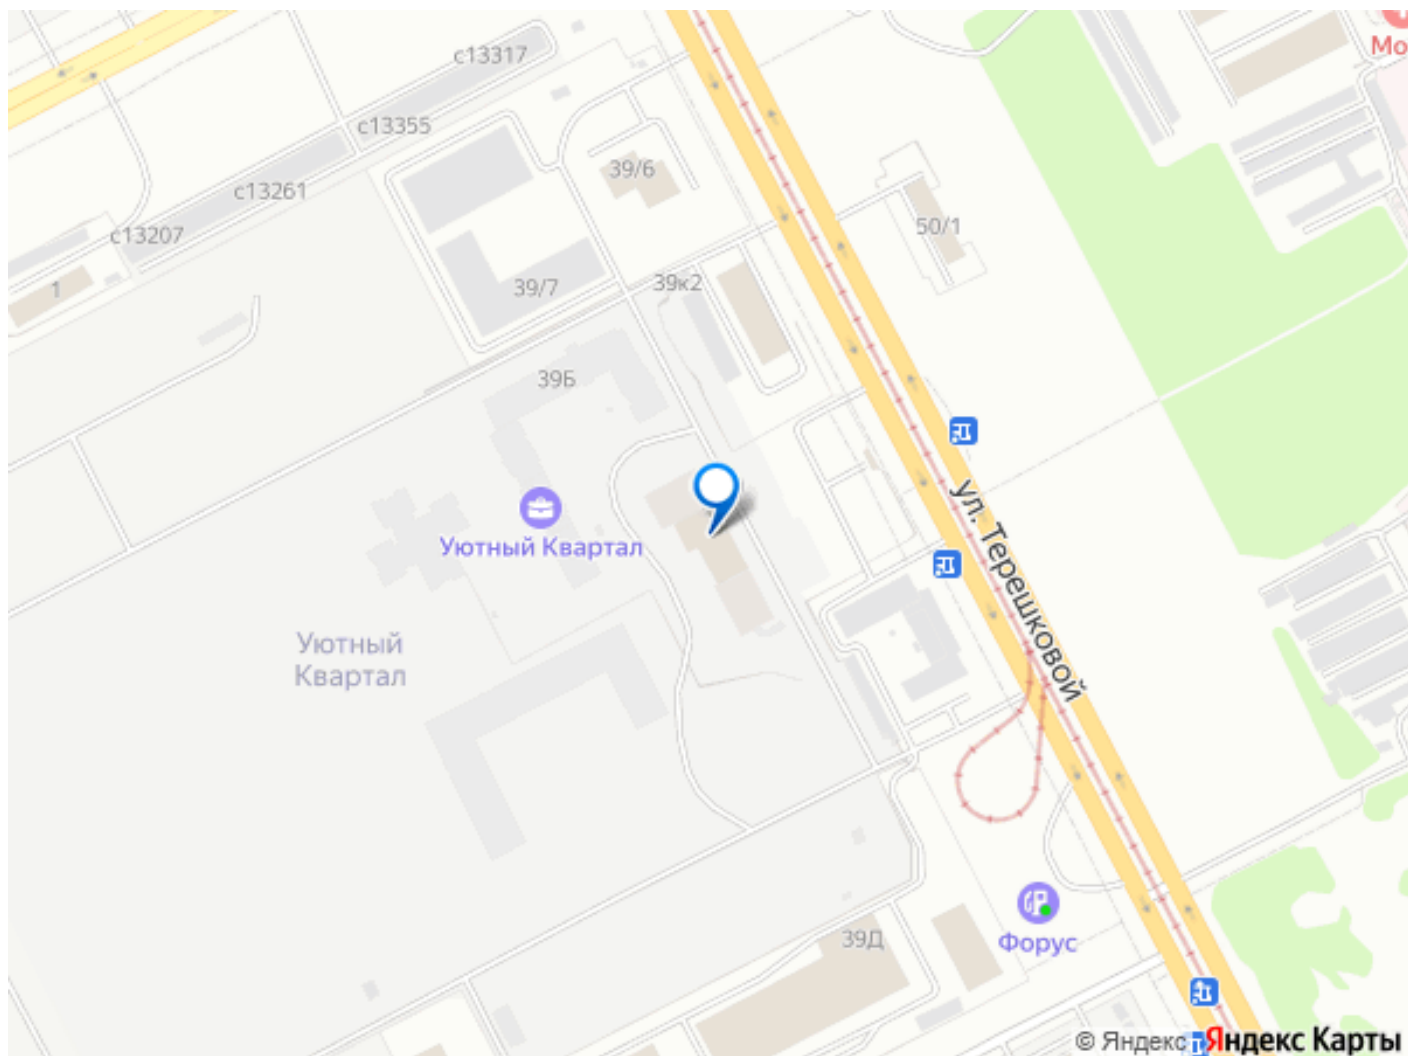 с13317
Мо
с13355
39/6
с13261
50/1
с13207
39к2
39/7
1
39Б
ул. Терешковой
Уютный Квартал
Уютный
Квартал
39Д
Форус
© Яндекс Яндекс Карты